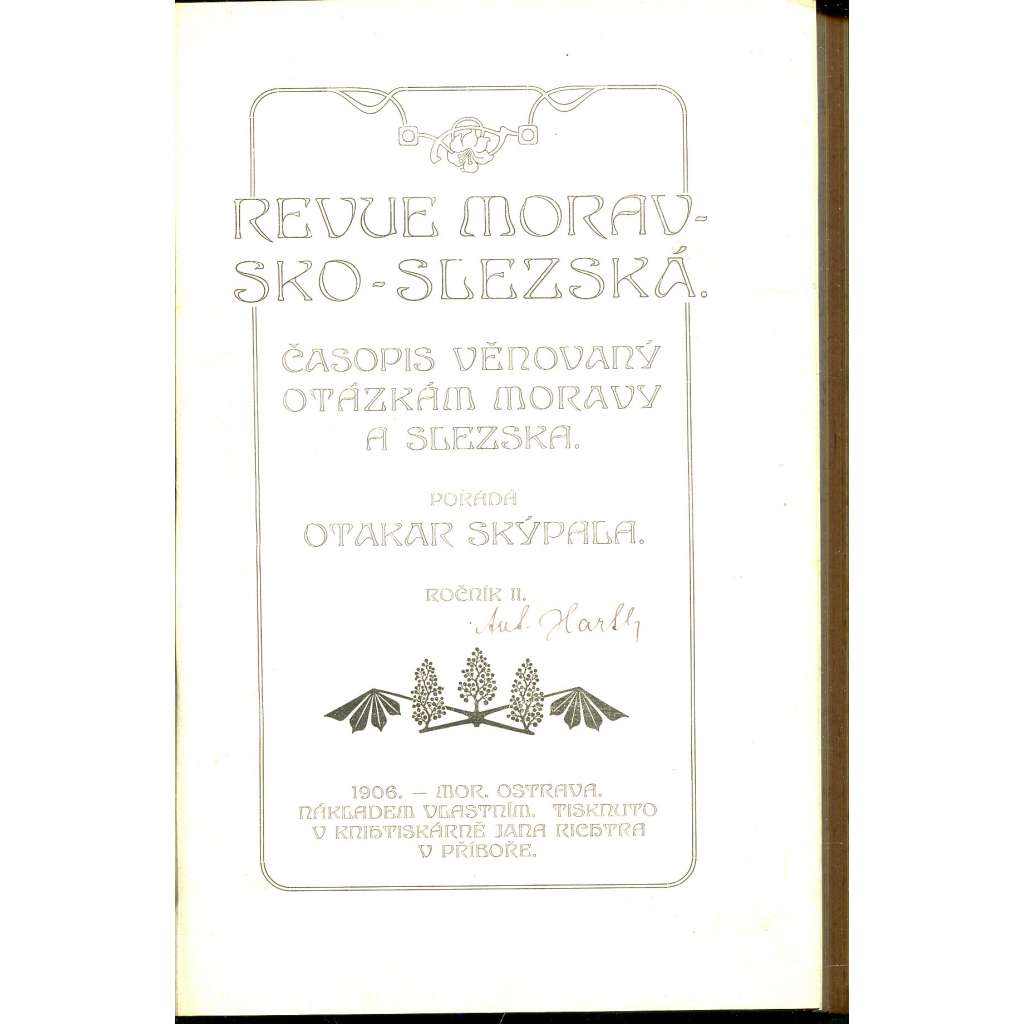 REVUE MORAV-
SKO-SLEZSKÁ.
ČASOPIS VĚNOVANÝ
OTÁZKÁM MORAVY
A SLEZSKA.
POŘÁDÁ
OTAKAR SKÝPALA.
ROČNÍK II.
Ant.
1906. – MOR. OSTRAVA.
NÁKLADEM VLASTNÍM. TISKNUTO
V KNIHTISKÁRNĚ JANA RICHTRA
V PŘÍBOŘE.